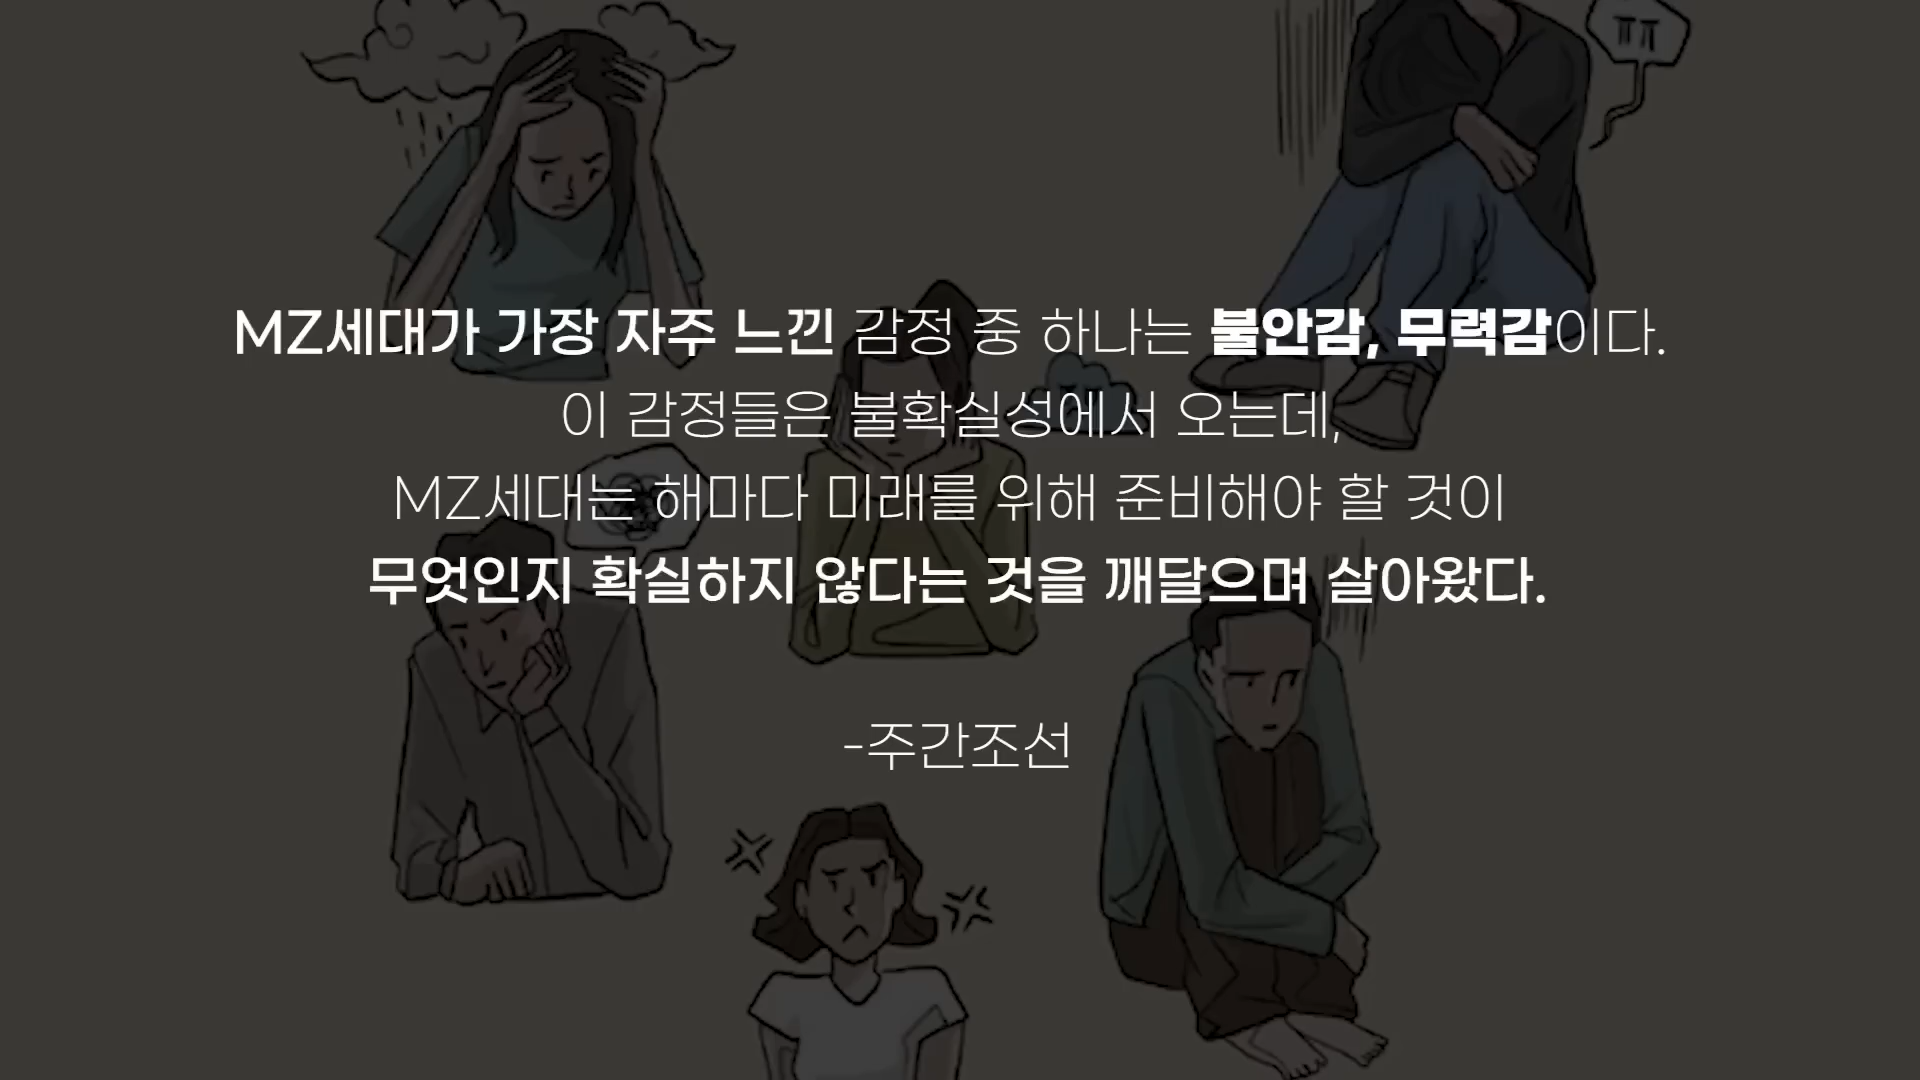 ㅠㅠ
MZ세대가 가장 자주 느낀 감정 중 하나는 불안감, 무력감이다.
이 감정들은 불확실성에서 오는데,
MZ세대는 해마다 미래를 위해 준비해야 할 것이
무엇인지 확실하지 않다는 것을 깨달으며 살아왔다.
-주간조선